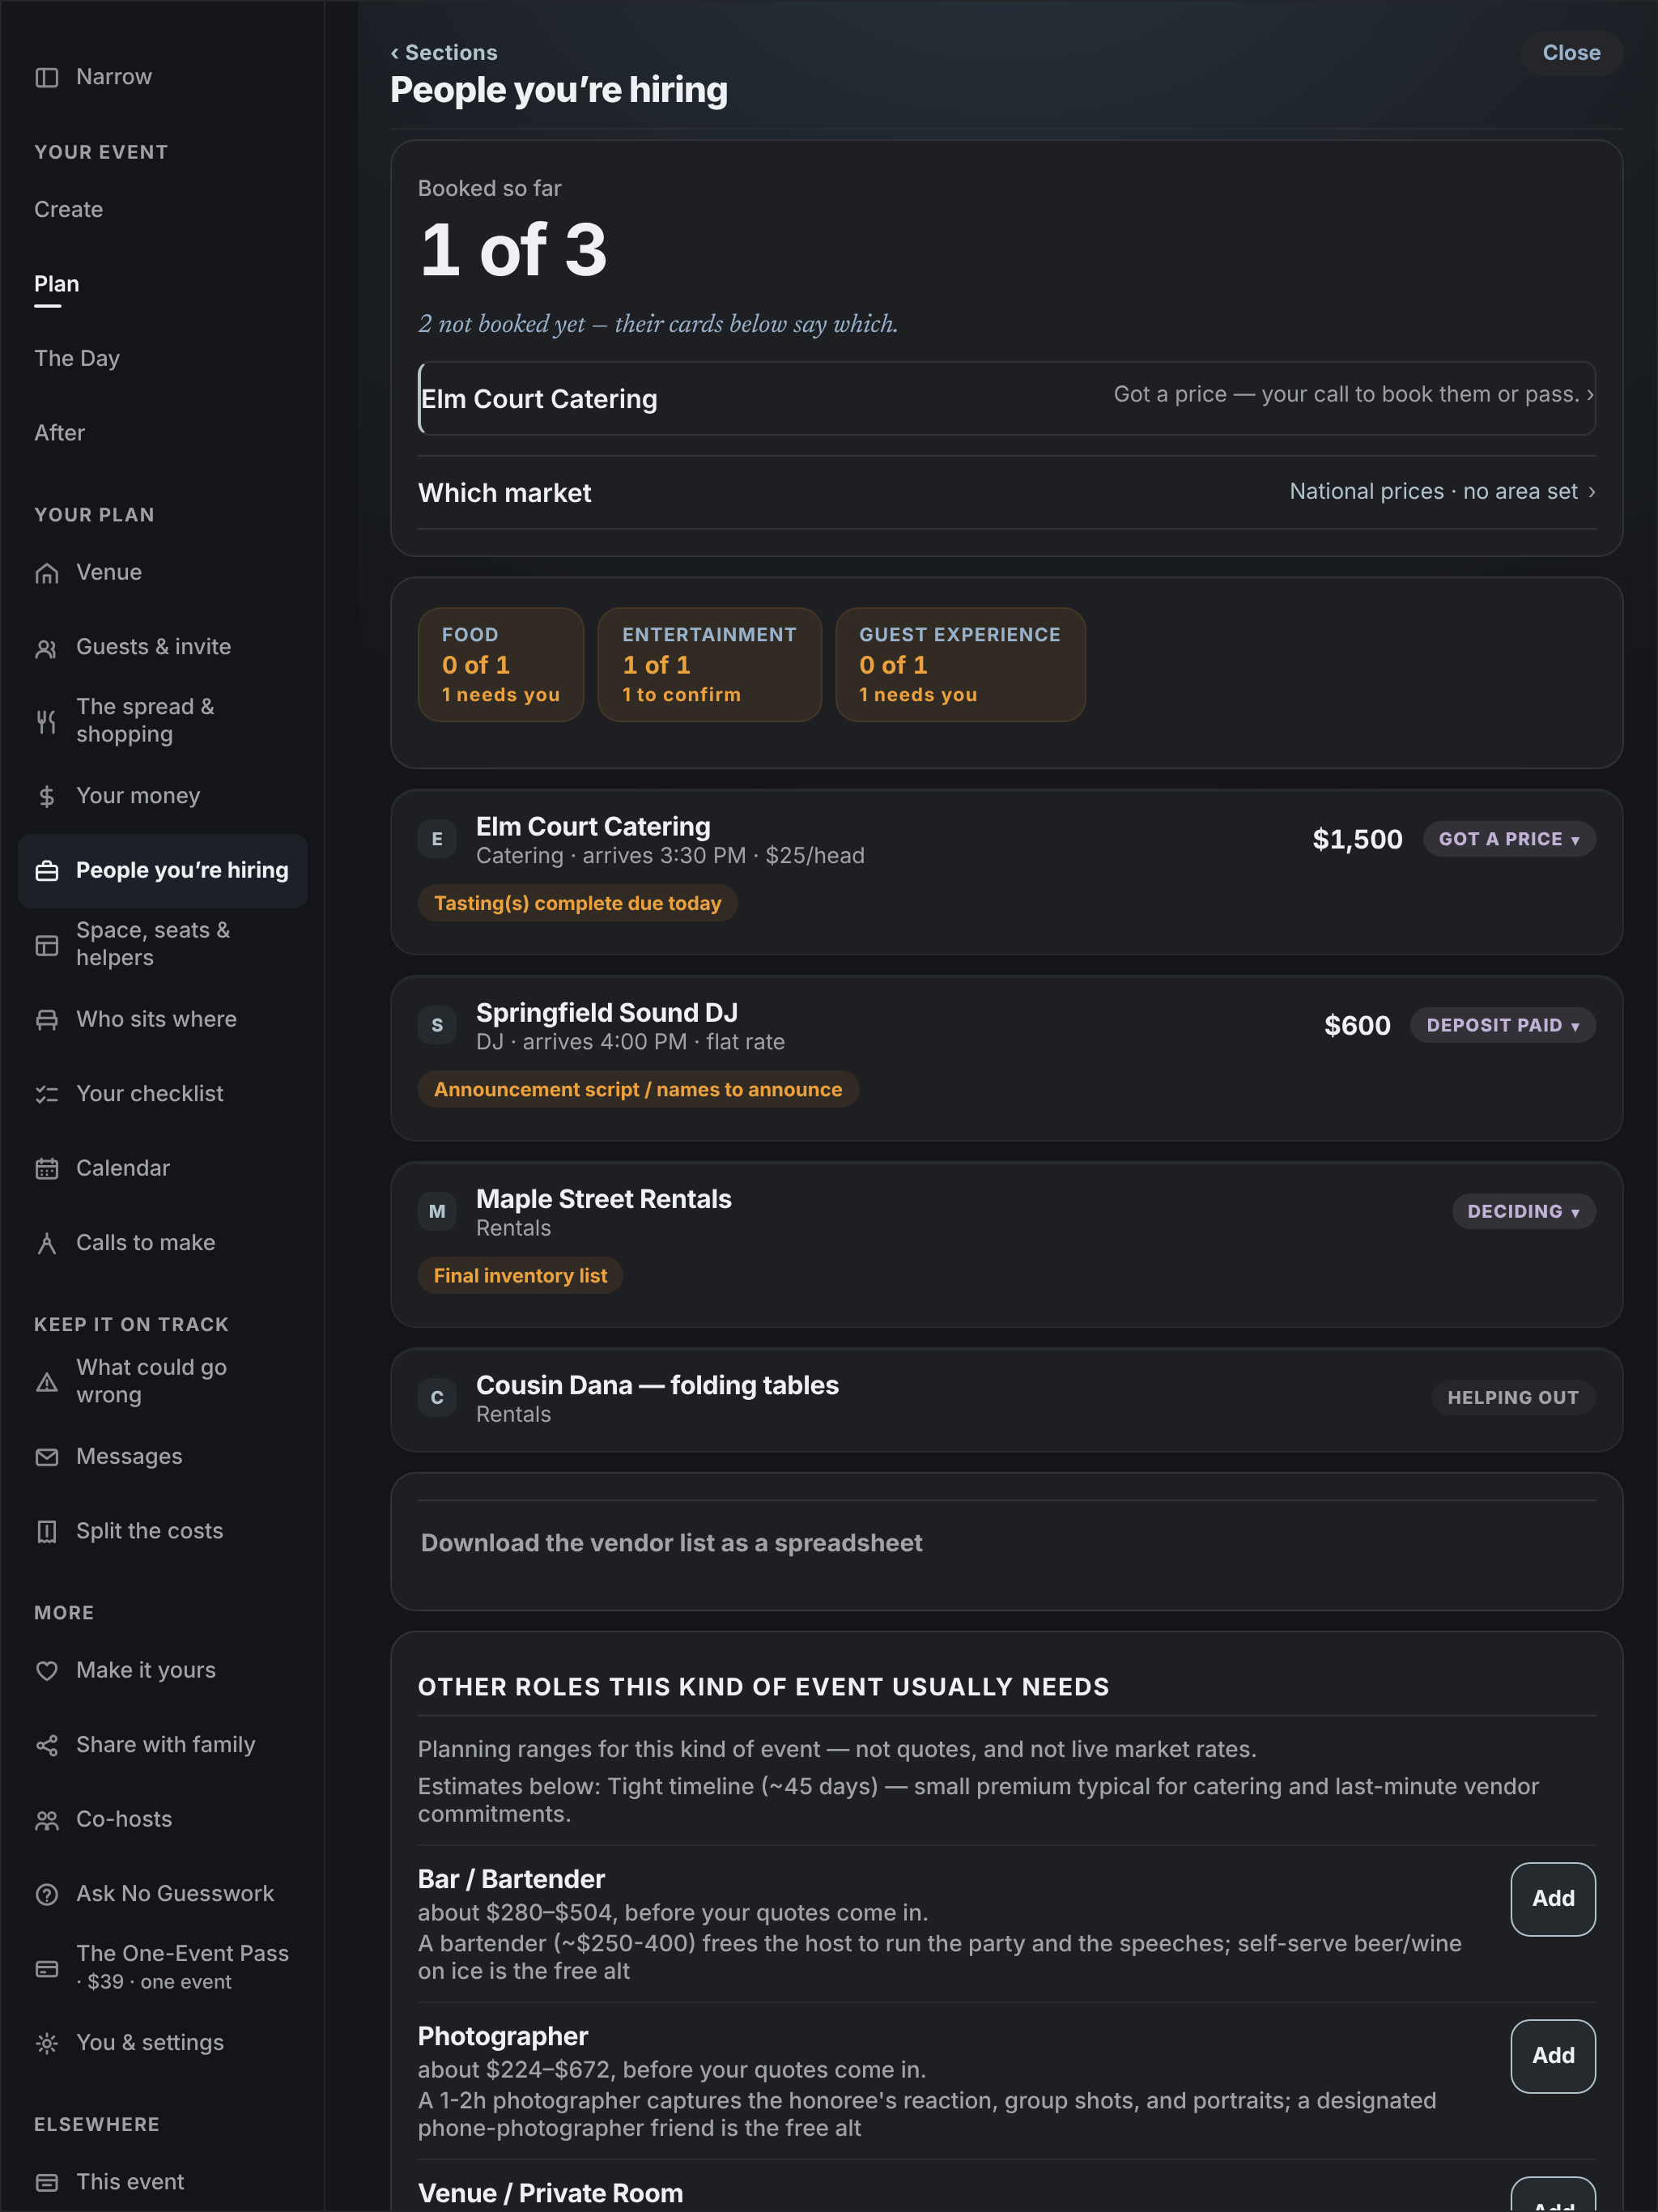 Narrow
YOUR EVENT
Create
Plan
The Day
After
YOUR PLAN
Venue
Guests & invite
The spread &
shopping
Your money
People you’re hiring
Space, seats &
helpers
Who sits where
Your checklist
Calendar
Calls to make
KEEP IT ON TRACK
What could go
wrong
Messages
Split the costs
MORE
Make it yours
Share with family
Co-hosts
Ask No Guesswork
The One-Event Pass
· $39 · one event
You & settings
ELSEWHERE
This event
‹ Sections
Close
People you’re hiring
Booked so far
1 of 3
2 not booked yet – their cards below say which.
Elm Court Catering
Got a price — your call to book them or pass. ›
Which market
National prices · no area set ›
FOOD
0 of 1
1 needs you
ENTERTAINMENT
1 of 1
1 to confirm
GUEST EXPERIENCE
0 of 1
1 needs you
E
Elm Court Catering
Catering · arrives 3:30 PM · $25/head
$1,500
GOT A PRICE ▾
Tasting(s) complete due today
S
Springfield Sound DJ
DJ · arrives 4:00 PM · flat rate
$600
DEPOSIT PAID ▾
Announcement script / names to announce
M
Maple Street Rentals
Rentals
DECIDING ▾
Final inventory list
C
Cousin Dana — folding tables
Rentals
HELPING OUT
Download the vendor list as a spreadsheet
OTHER ROLES THIS KIND OF EVENT USUALLY NEEDS
Planning ranges for this kind of event — not quotes, and not live market rates.
Estimates below: Tight timeline (~45 days) — small premium typical for catering and last-minute vendor
commitments.
Bar / Bartender
about $280–$504, before your quotes come in.
A bartender (~$250-400) frees the host to run the party and the speeches; self-serve beer/wine
on ice is the free alt
Add
Photographer
about $224–$672, before your quotes come in.
A 1-2h photographer captures the honoree's reaction, group shots, and portraits; a designated
phone-photographer friend is the free alt
Add
Venue / Private Room
Add